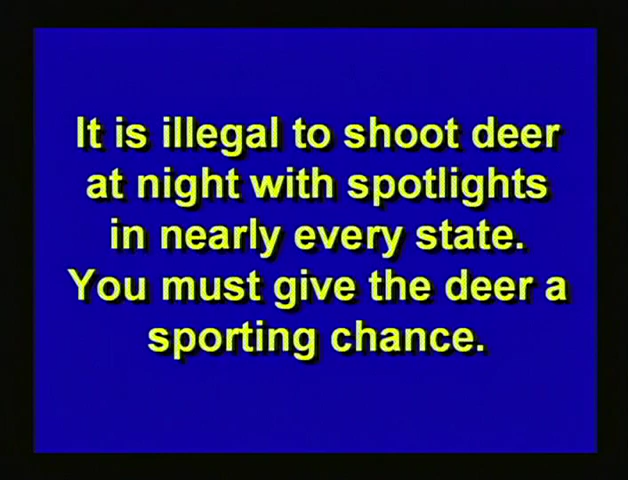 It is illegal to shoot deer
at night with spotlights
in nearly every state.
You must give the deer a
sporting chance.